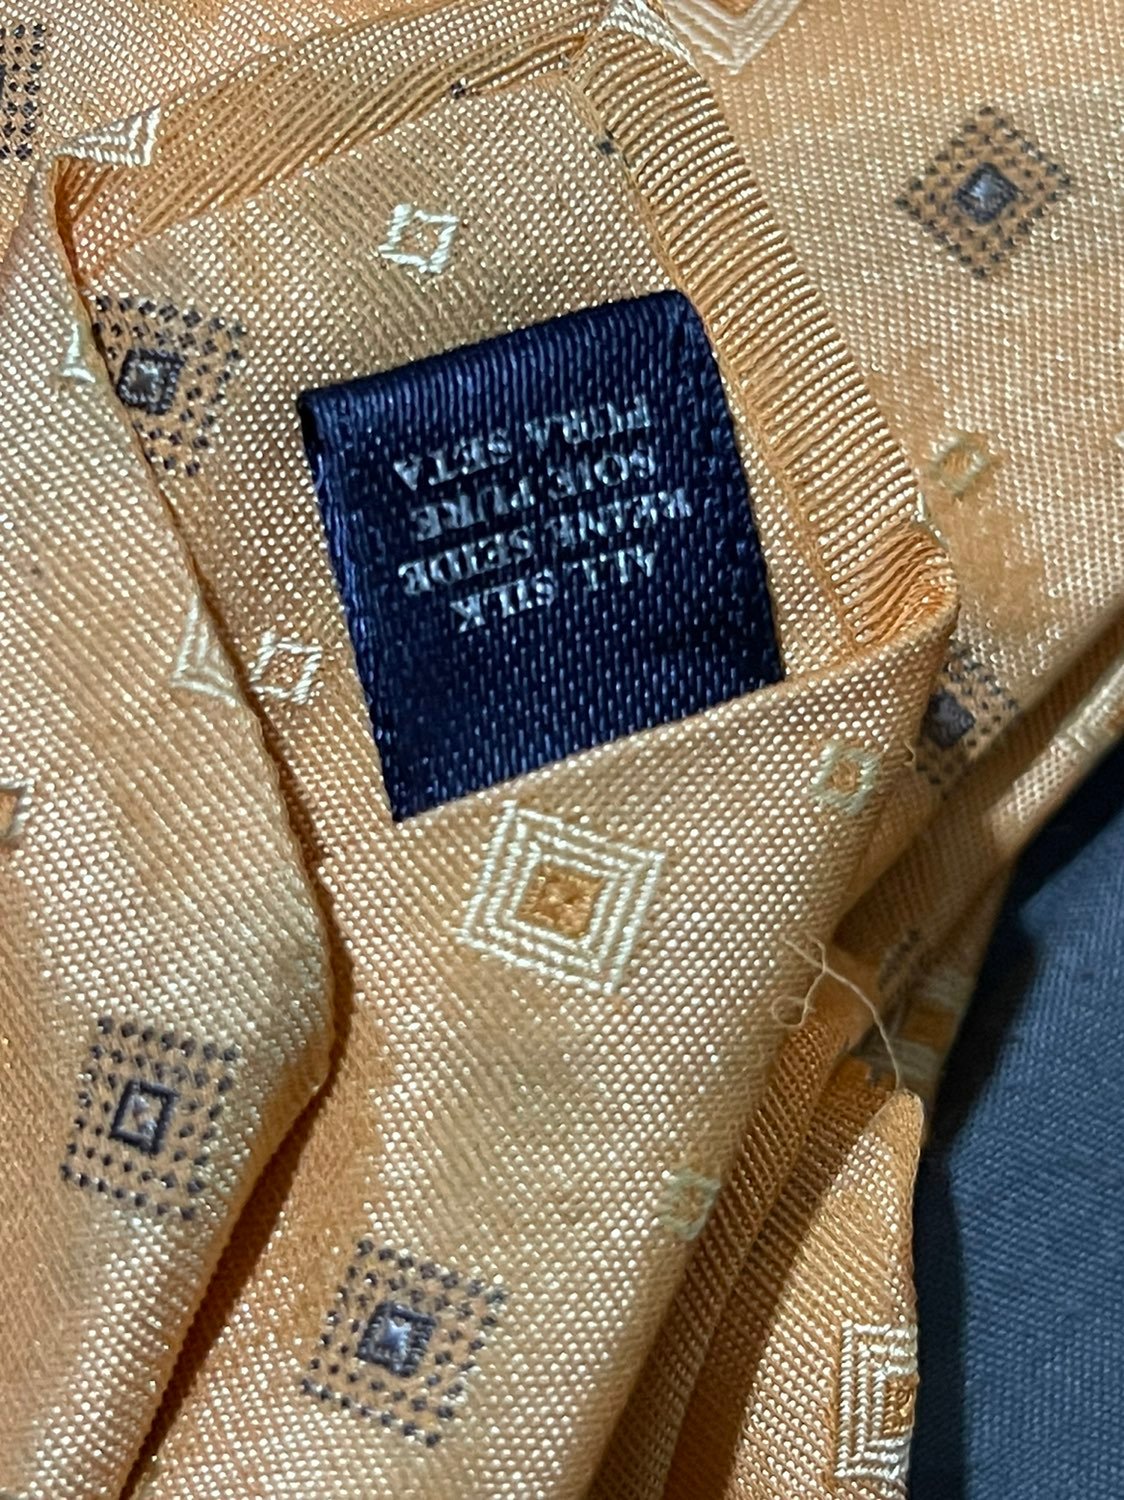 ALL SILK
REINE SEIDE
SOIE PURE
PURA SETA